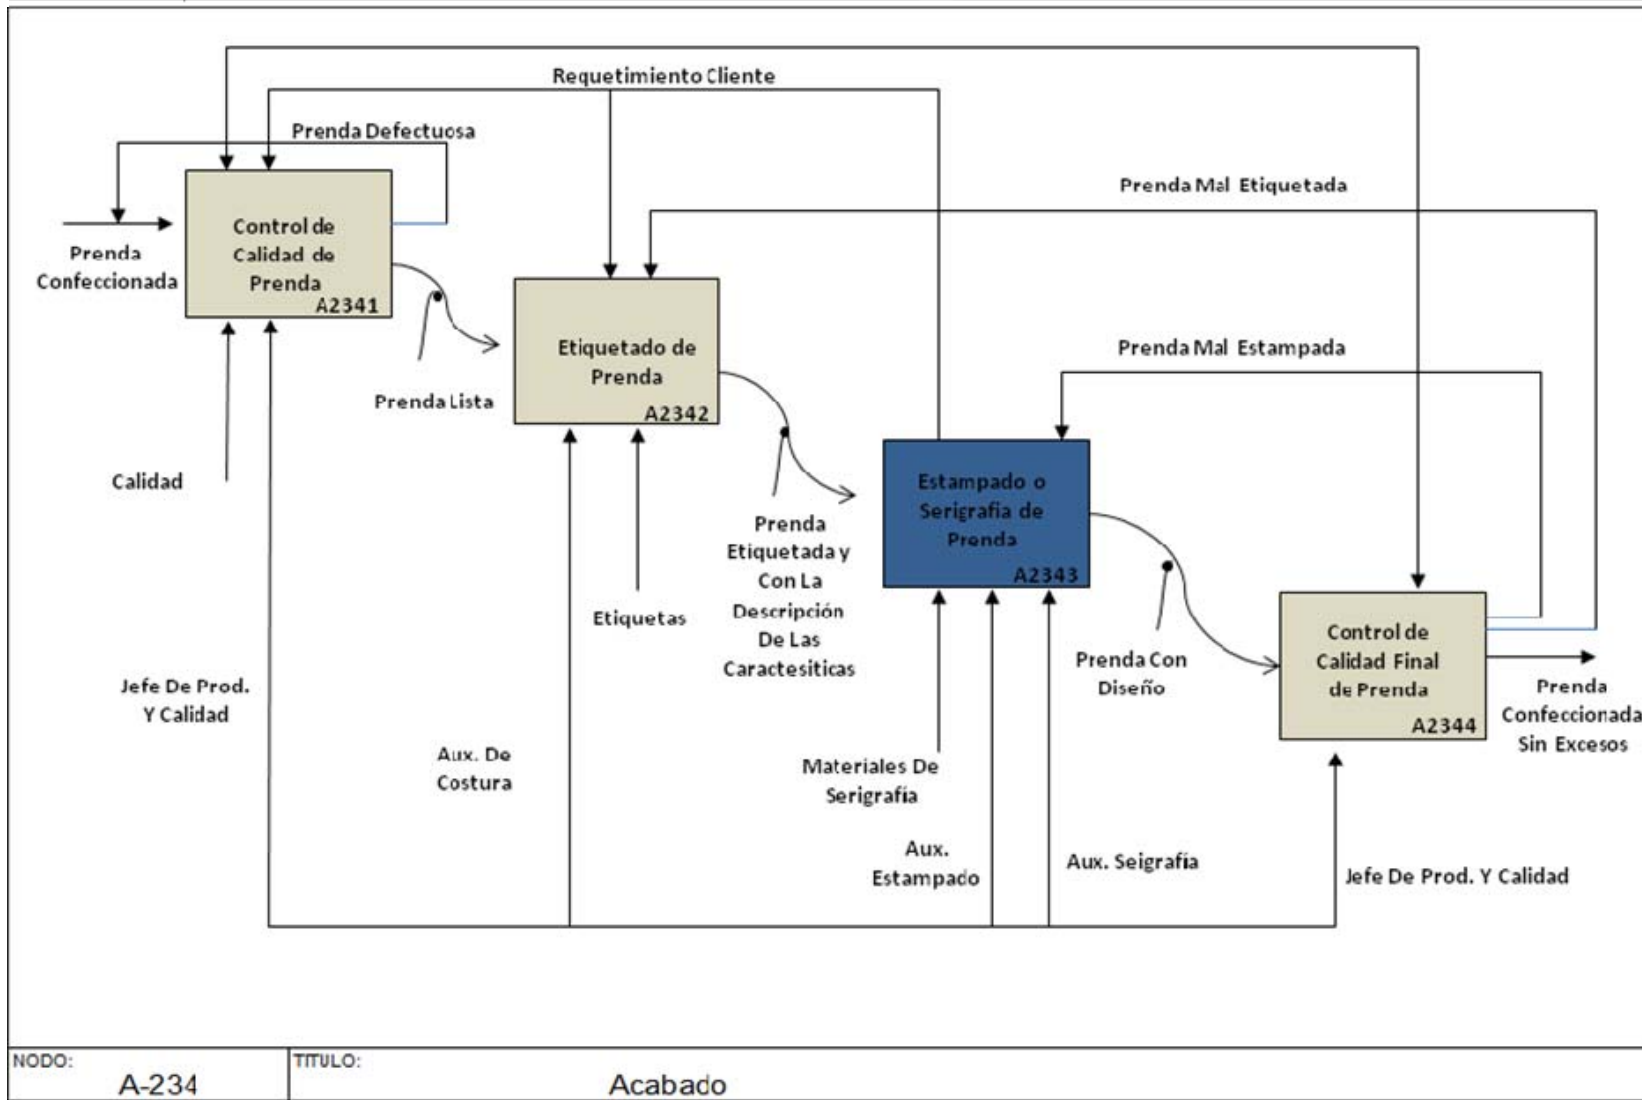 Requetimiento Cliente
Prenda Defectuosa
Prenda Mal Etiquetada
Control de
Calidad de
Prenda
A2341
Prenda
Confeccionada
Etiquetado de
Prenda
A2342
Prenda Mal Estampada
Prenda Lista
Calidad
Estampado o
Serigrafia de
Prenda
A2343
Prenda
Etiquetada y
Con La
Descripción
De Las
Caractesiticas
Etiquetas
Control de
Calidad Final
de Prenda
A2344
Prenda Con
Diseño
Prenda
Confeccionada
Sin Excesos
Jefe De Prod.
Y Calidad
Aux. De
Costura
Materiales De
Serigrafía
Aux.
Estampado
Aux. Seigrafía
Jefe De Prod. Y Calidad
NODO:
A-234
TITULO:
Acabado